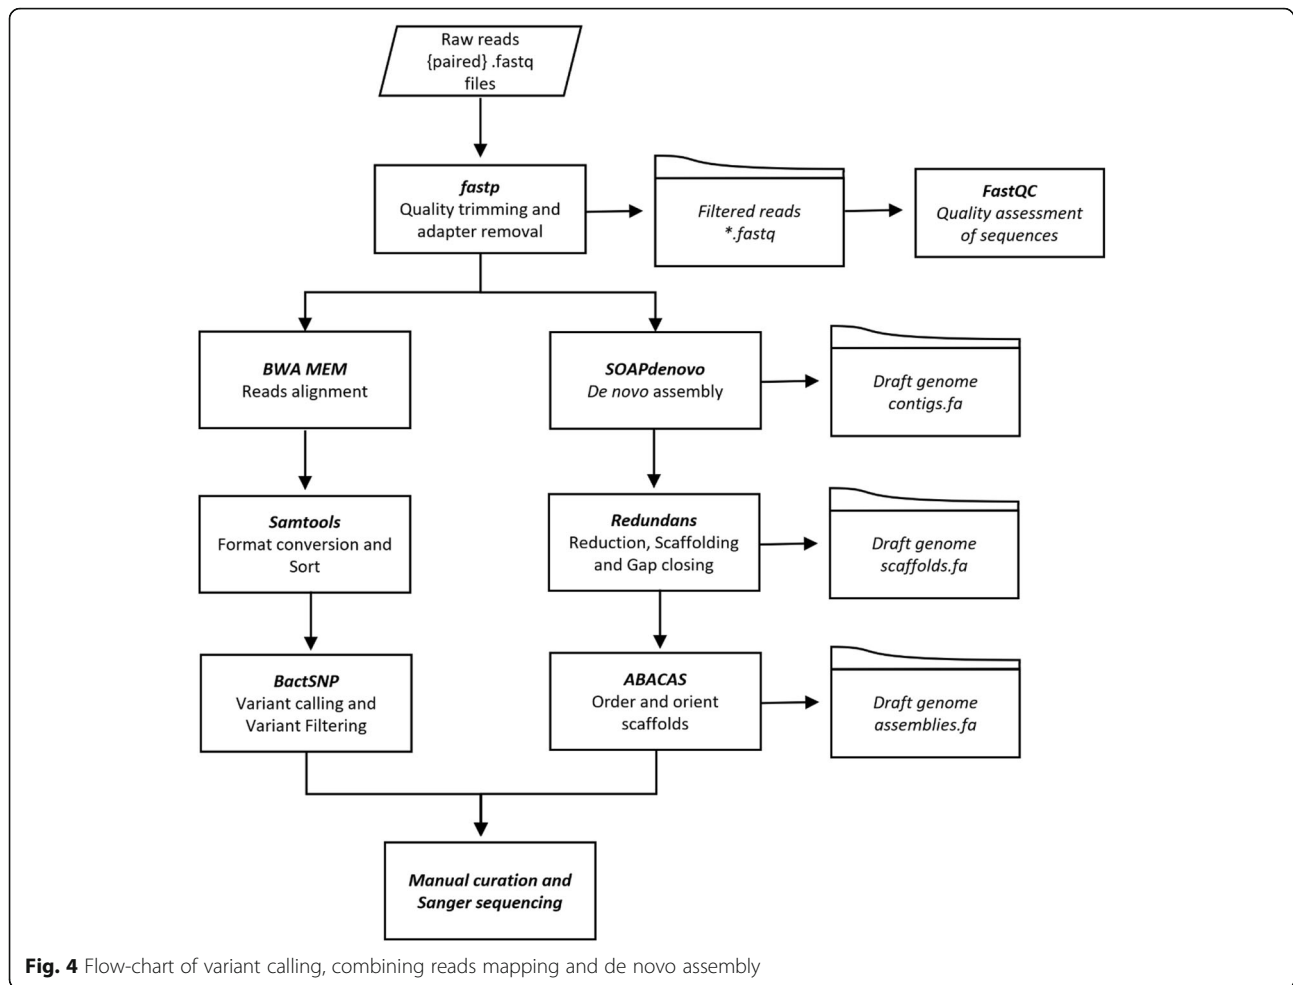 Raw reads
{paired} .fastq
files
fastp
Quality trimming and
adapter removal
Filtered reads
*.fastq
FastQC
Quality assessment
of sequences
BWA MEM
Reads alignment
SOAPdenovo
De novo assembly
Draft genome
contigs.fa
Samtools
Format conversion and
Sort
Redundans
Reduction, Scaffolding
and Gap closing
Draft genome
scaffolds.fa
BactSNP
Variant calling and
Variant Filtering
ABACAS
Order and orient
scaffolds
Draft genome
assemblies.fa
Manual curation and
Sanger sequencing
Fig. 4 Flow-chart of variant calling, combining reads mapping and de novo assembly